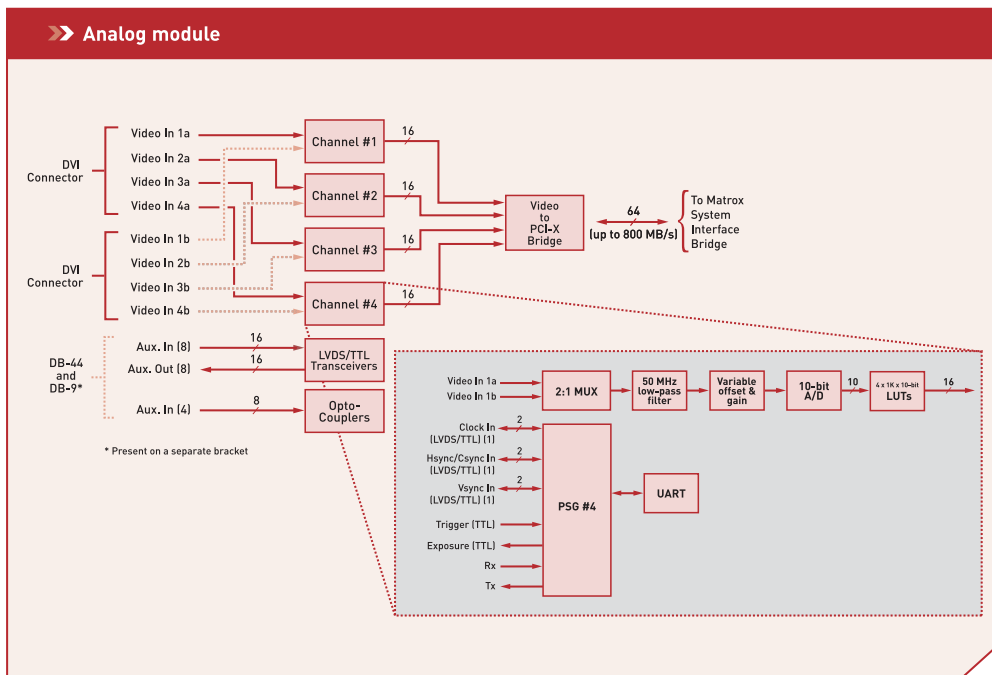 Analog module
DVI
Connector
Video In 1a
Video In 2a
Video In 3a
Video In 4a
DVI
Connector
Video In 1b
Video In 2b
Video In 3b
Video In 4b
DB-44
and
DB-9*
Aux. In (8)
16
Aux. Out (8)
16
Aux. In (4)
8
* Present on a separate bracket
Channel #1
16
Channel #2
16
Channel #3
16
Channel #4
16
LVDS/TTL
Transceivers
Opto-
Couplers
Video
to
PCI-X
Bridge
64
(up to 800 MB/s)
To Matrox
System
Interface
Bridge
Video In 1a
Video In 1b
2:1 MUX
50 MHz
low-pass
filter
Variable
offset &
gain
10-bit
A/D
10
4 x 1K x 10-bit
LUTs
16
Clock In
(LVDS/TTL) (1)
2
Hsync/Csync In
(LVDS/TTL) (1)
2
Vsync In
(LVDS/TTL) (1)
2
Trigger (TTL)
Exposure (TTL)
Rx
Tx
PSG #4
UART